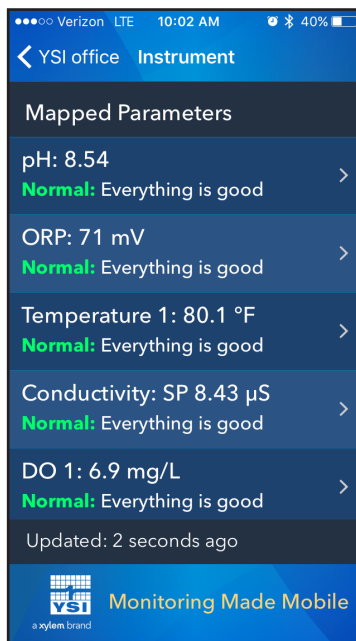 Verizon LTE 10:02 AM 40%
YSI office Instrument
Mapped Parameters
pH: 8.54
Normal: Everything is good
ORP: 71 mV
Normal: Everything is good
Temperature 1: 80.1 °F
Normal: Everything is good
Conductivity: SP 8.43 µS
Normal: Everything is good
DO 1: 6.9 mg/L
Normal: Everything is good
Updated: 2 seconds ago
YSI
a xylem brand
Monitoring Made Mobile